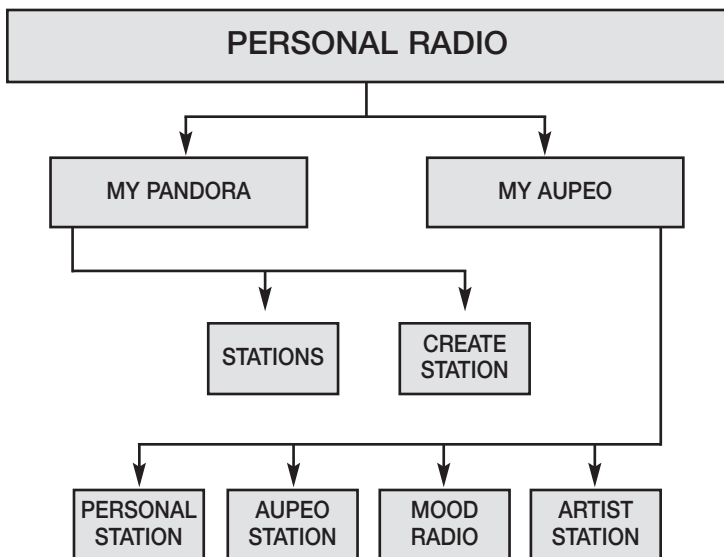 PERSONAL RADIO
MY PANDORA
MY AUPEO
STATIONS
CREATE
STATION
PERSONAL
STATION
AUPEO
STATION
MOOD
RADIO
ARTIST
STATION